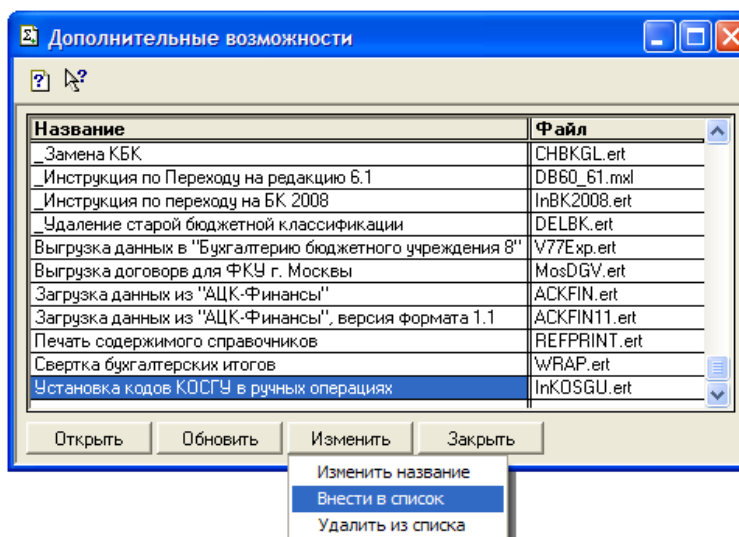 Дополнительные возможности
Название Файл
_Замена КБК CHBKGL.ert
_Инструкция по Переходу на редакцию 6.1 DB60_61.mxl
_Инструкция по переходу на БК 2008 InBK2008.ert
_Удаление старой бюджетной классификации DELBK.ert
Выгрузка данных в "Бухгалтерию бюджетного учреждения 8" V77Exp.ert
Выгрузка договорв для ФКУ г. Москвы MosDGV.ert
Загрузка данных из "АЦК-Финансы" ACKFIN.ert
Загрузка данных из "АЦК-Финансы", версия формата 1.1 ACKFIN11.ert
Печать содержимого справочников REFPRINT.ert
Свертка бухгалтерских итогов WRAP.ert
Установка кодов КОСГУ в ручных операциях InKOSGU.ert
Открыть Обновить Изменить Закрыть
Изменить название
Внести в список
Удалить из списка